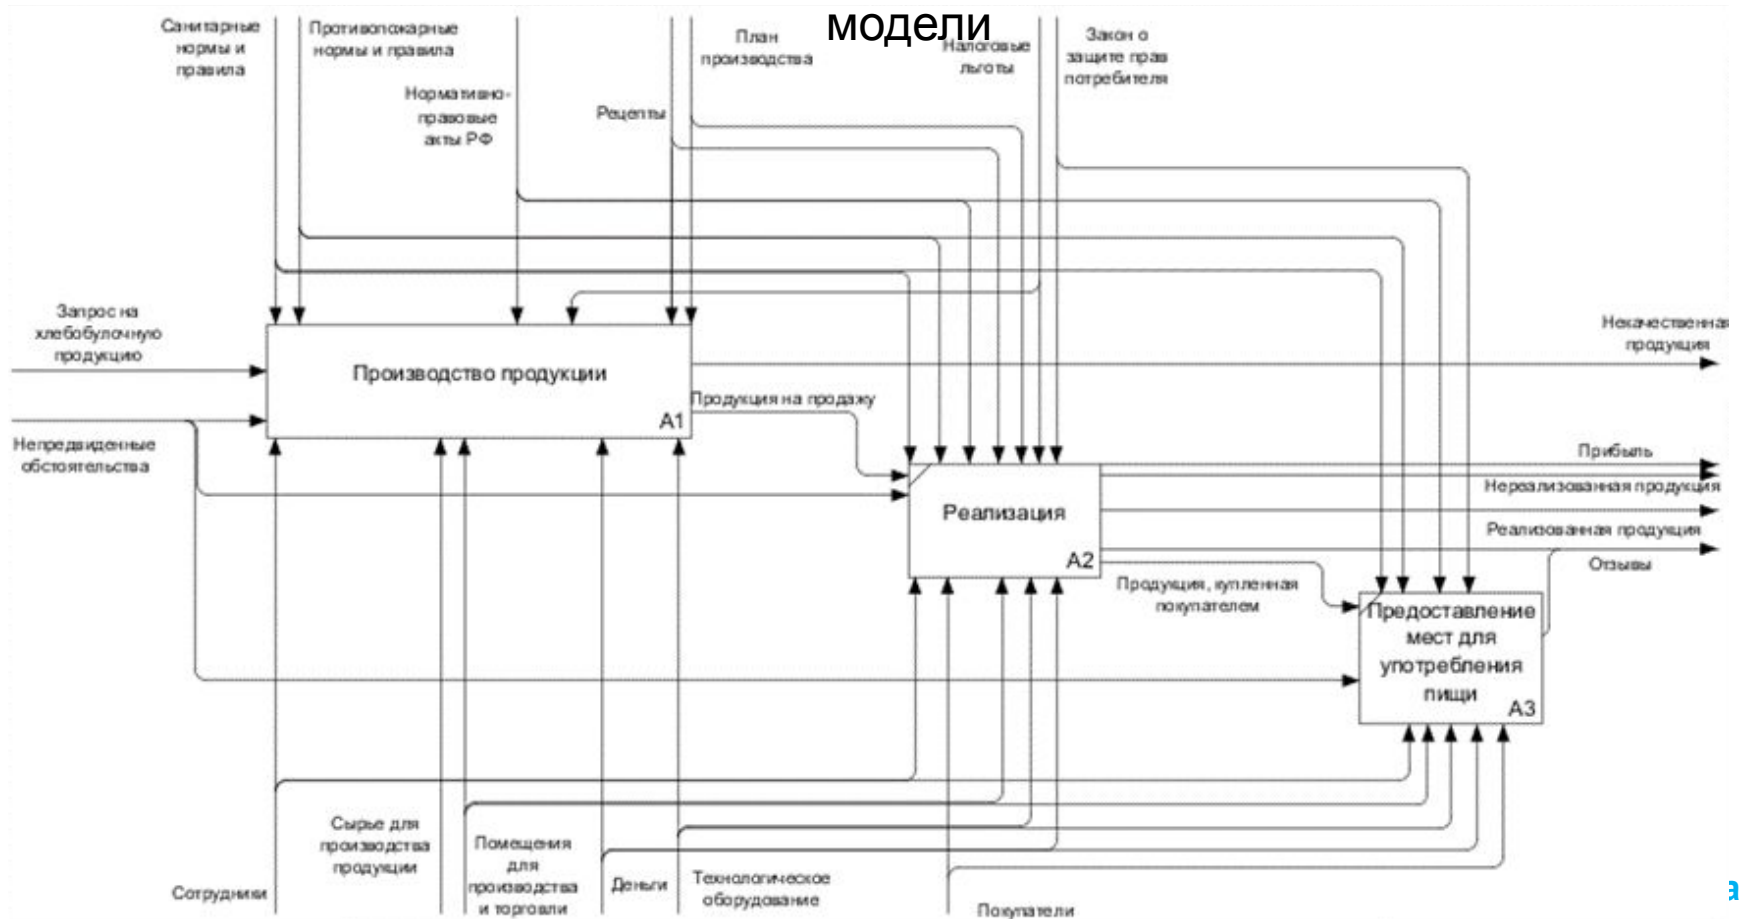 модели
Санитарные
нормы и
правила
Противопожарные
нормы и правила
Нормативно-
правовые
акты РФ
Рецепты
План
производства
Налоговые
льготы
Закон о
защите прав
потребителя
Запрос на
хлебобулочную
продукцию
Непредвиденные
обстоятельства
Производство продукции
А1
Продукция на продажу
Некачественная
продукция
Реализация
А2
Прибыль
Нереализованная продукция
Реализованная продукция
Отзывы
Продукция, купленная
покупателем
Предоставление
мест для
употребления
пищи
А3
Сотрудники
Сырье для
производства
продукции
Помещения
для
производства
и торговли
Деньги
Технологическое
оборудование
Покупатели
а